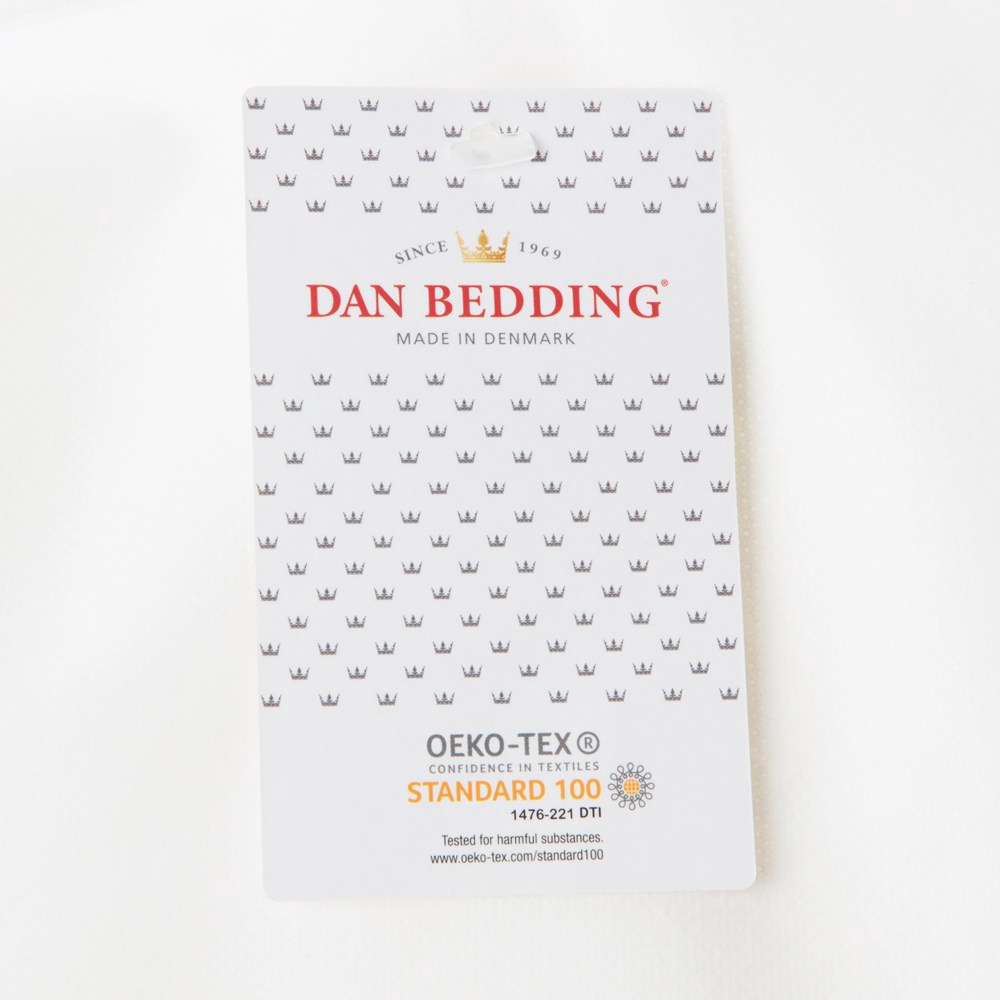 SINCE 1969
DAN BEDDING®
MADE IN DENMARK
OEKO-TEX®
CONFIDENCE IN TEXTILES
STANDARD 100
1476-221 DTI
Tested for harmful substances.
www.oeko-tex.com/standard100